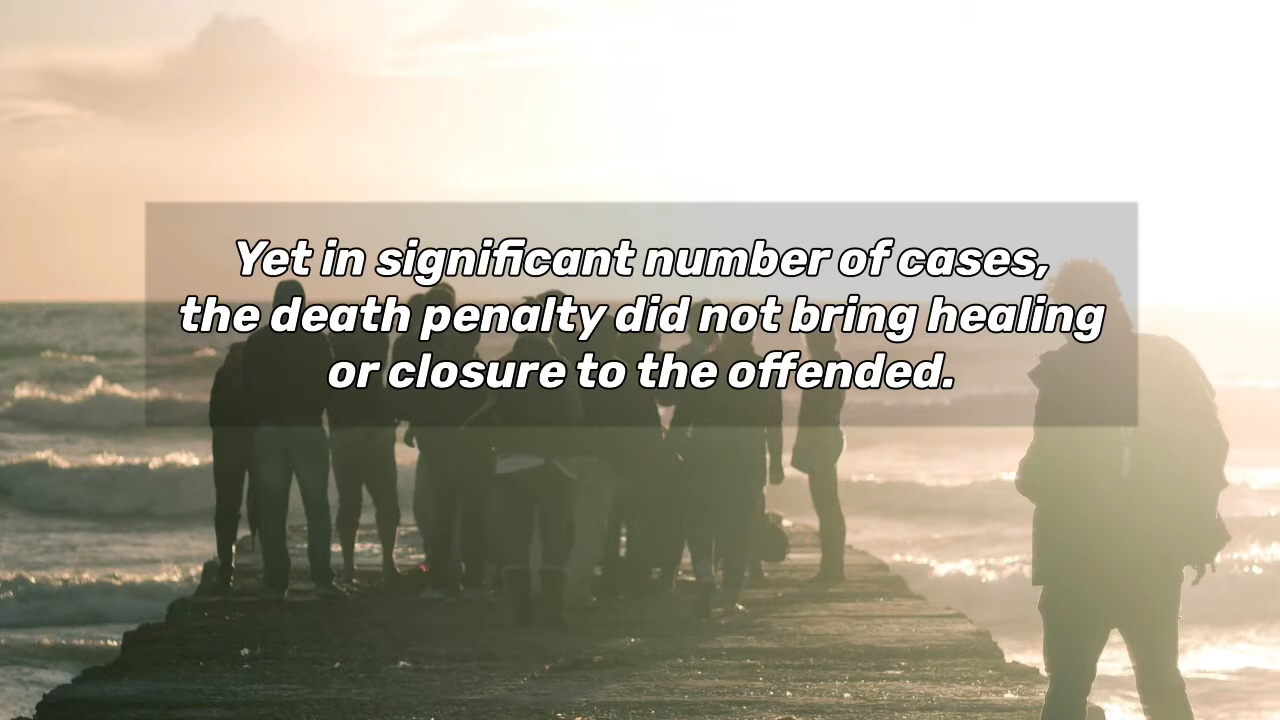 Yet in significant number of cases,
the death penalty did not bring healing
or closure to the offended.